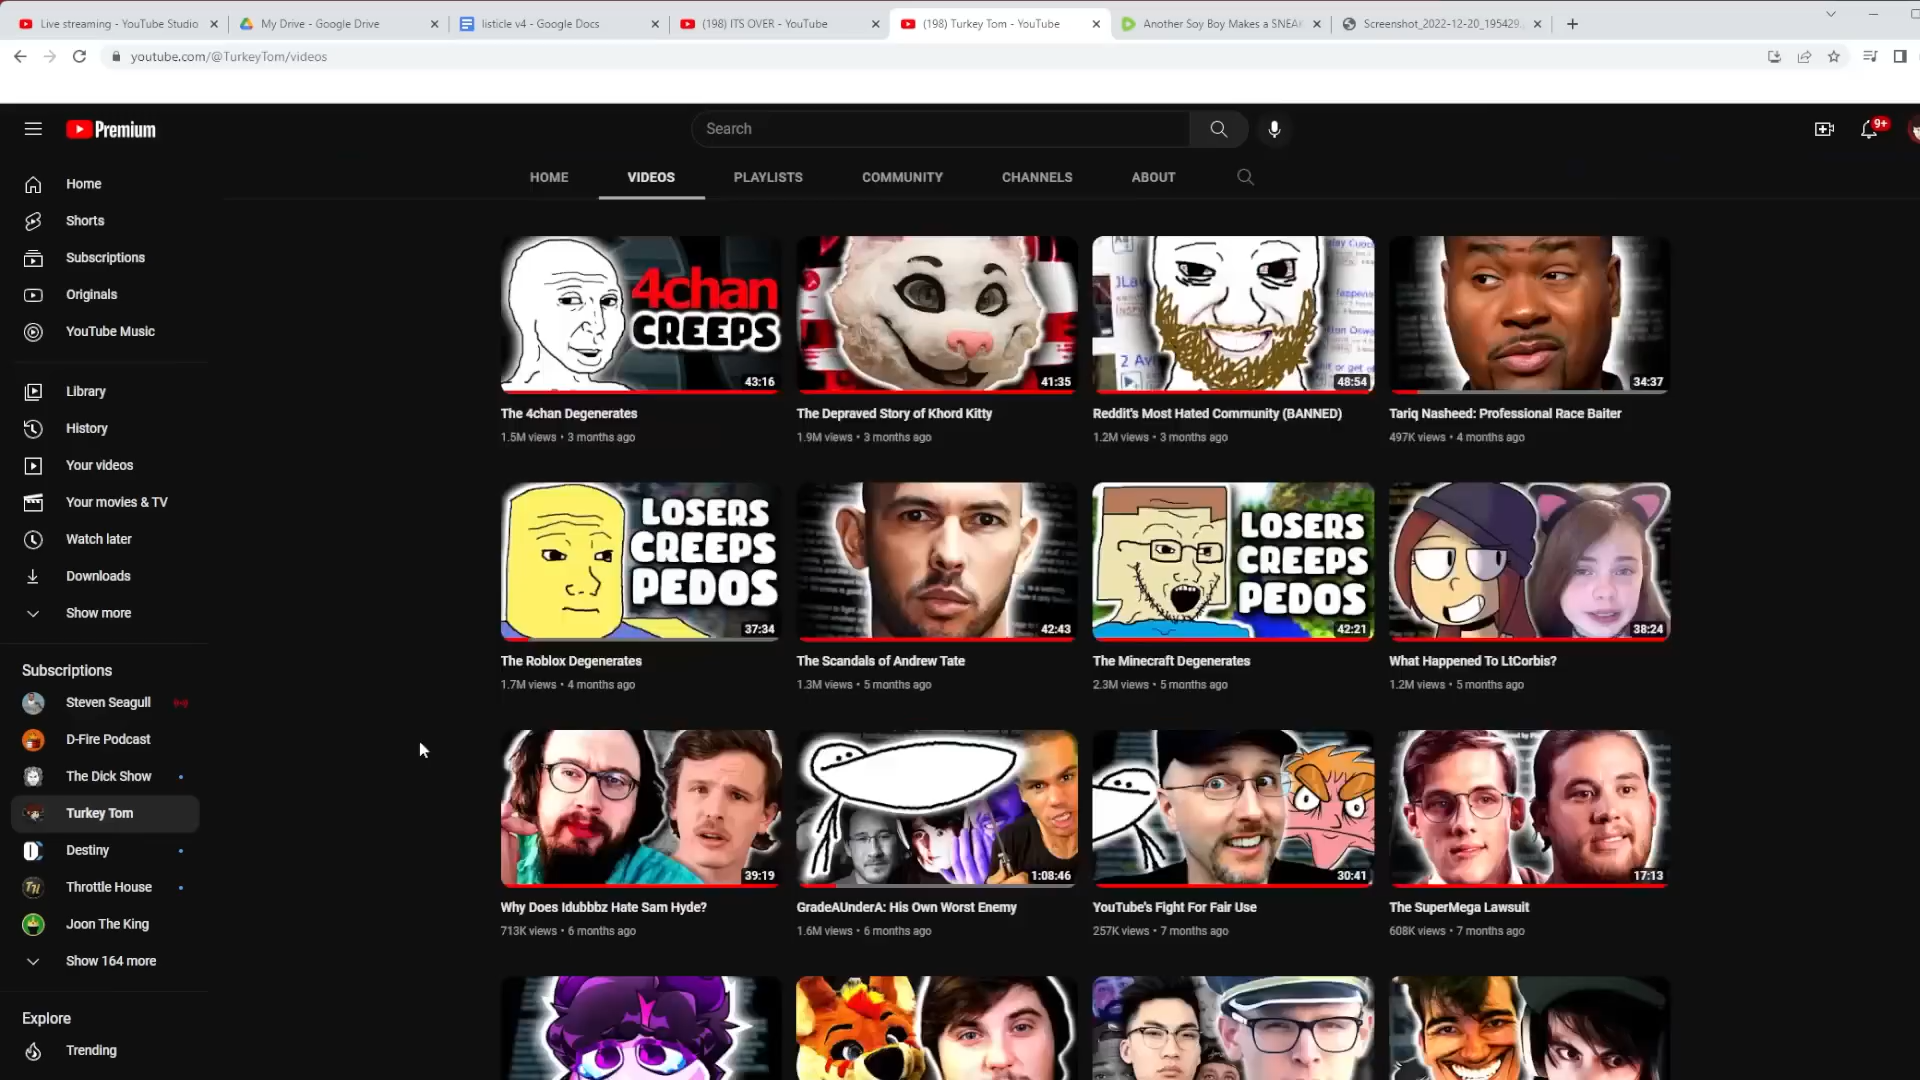 Live streaming - YouTube Studio
My Drive - Google Drive
listicle v4 - Google Docs
(198) ITS OVER - YouTube
(198) Turkey Tom - YouTube
Another Soy Boy Makes a SNEA
Screenshot_2022-12-20_195429
youtube.com/@TurkeyTom/videos
Premium
Search
9+
HOME
VIDEOS
PLAYLISTS
COMMUNITY
CHANNELS
ABOUT
Home
Shorts
Subscriptions
Originals
YouTube Music
Library
History
Your videos
Your movies & TV
Watch later
Downloads
Show more
Subscriptions
Steven Seagull
D-Fire Podcast
The Dick Show
Turkey Tom
Destiny
Throttle House
Joon The King
Show 164 more
Explore
Trending
4chan
CREEPS
43:16
41:35
48:54
34:37
The 4chan Degenerates
The Depraved Story of Khord Kitty
Reddit's Most Hated Community (BANNED)
Tariq Nasheed: Professional Race Baiter
1.5M views • 3 months ago
1.9M views • 3 months ago
1.2M views • 3 months ago
497K views • 4 months ago
LOSERS
CREEPS
PEDOS
37:34
42:43
LOSERS
CREEPS
PEDOS
42:21
38:24
The Roblox Degenerates
The Scandals of Andrew Tate
The Minecraft Degenerates
What Happened To LtCorbis?
1.7M views • 4 months ago
1.3M views • 5 months ago
2.3M views • 5 months ago
1.2M views • 5 months ago
39:19
1:08:46
30:41
17:13
Why Does Idubbbz Hate Sam Hyde?
GradeAUnderA: His Own Worst Enemy
YouTube's Fight For Fair Use
The SuperMega Lawsuit
713K views • 6 months ago
1.6M views • 6 months ago
257K views • 7 months ago
608K views • 7 months ago